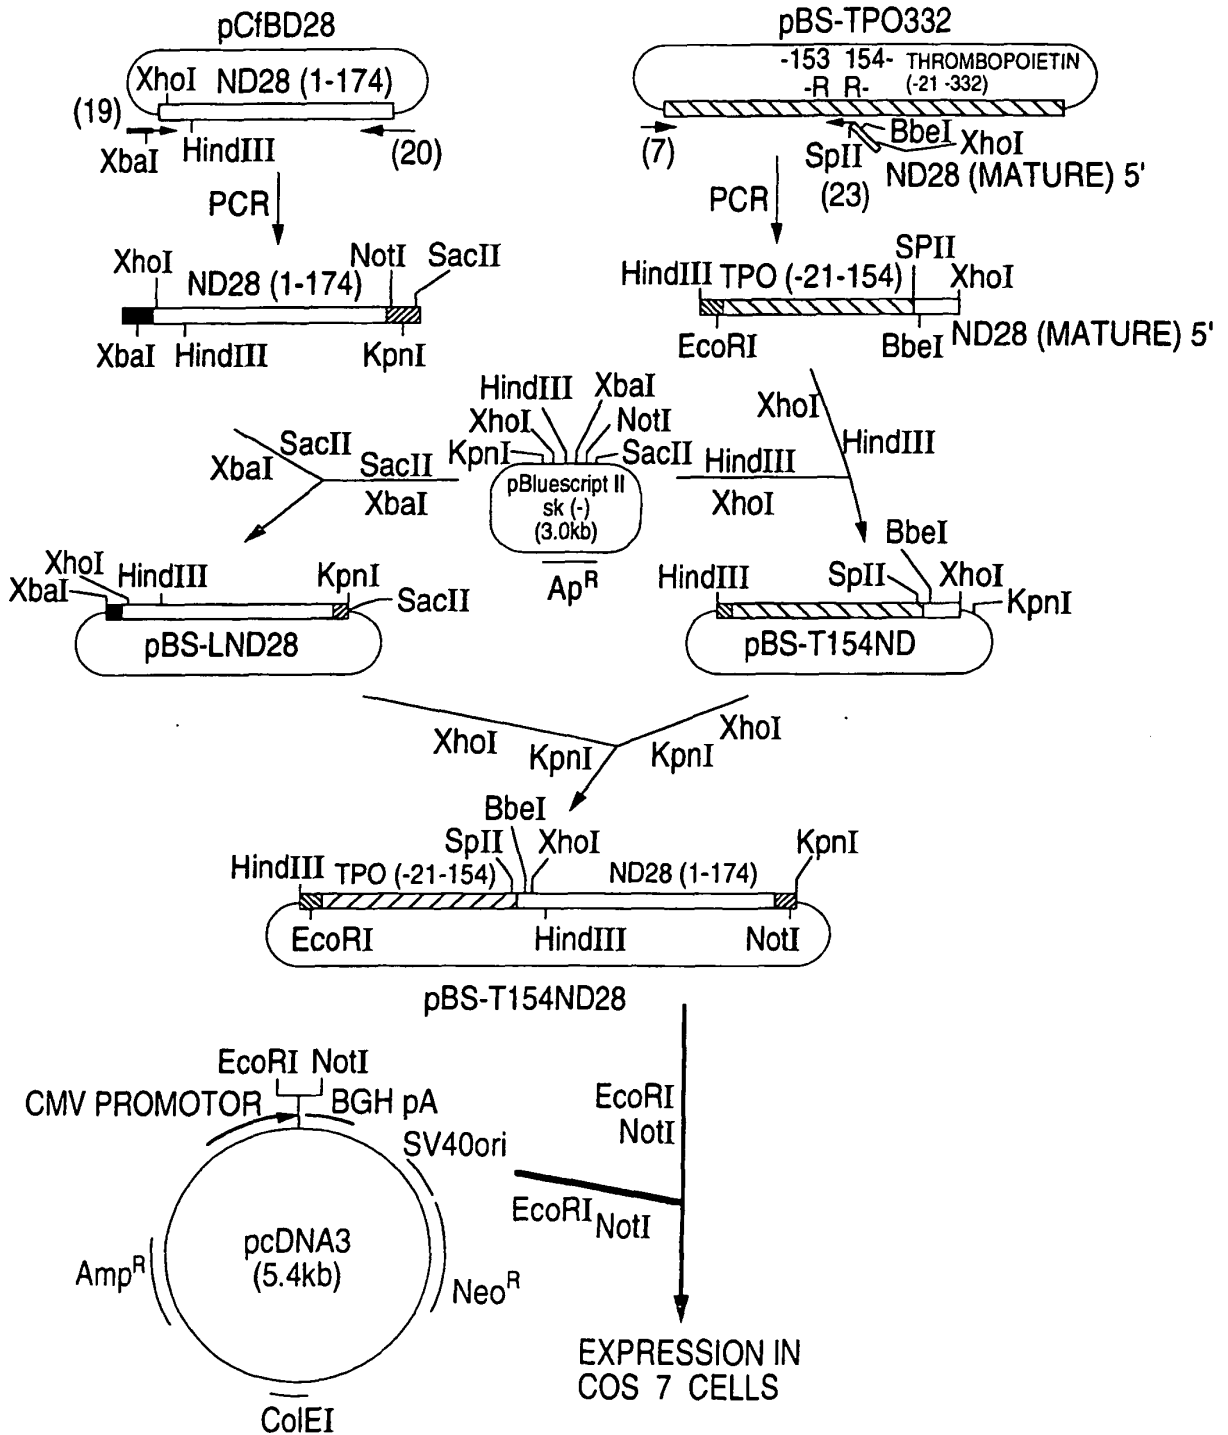 pCfBD28
pBS-TPO332
XhoI ND28 (1-174)
-153 154- THROMBOPOIETIN
-R R- (-21 -332)
(19)
XbaI
HindIII
(20)
(7)
BbeI
XhoI
SpII
(23)
ND28 (MATURE) 5'
PCR
PCR
XhoI
ND28 (1-174)
NotI
SacII
XbaI
HindIII
KpnI
HindIII
TPO (-21-154)
SPII
XhoI
EcoRI
BbeI
ND28 (MATURE) 5'
HindIII
XbaI
XhoI
NotI
KpnI
SacII
pBluescript II
sk (-)
(3.0kb)
Ap^R
SacII
XbaI
SacII
XbaI
HindIII
XhoI
XhoI
HindIII
XhoI
XbaI
HindIII
KpnI
SacII
pBS-LND28
BbeI
HindIII
SpII
XhoI
KpnI
pBS-T154ND
XhoI
KpnI
KpnI
XhoI
BbeI
SpII
XhoI
KpnI
HindIII
TPO (-21-154)
ND28 (1-174)
EcoRI
HindIII
NotI
pBS-T154ND28
EcoRI NotI
CMV PROMOTOR
BGH pA
SV40ori
EcoRI
NotI
EcoRI
NotI
pcDNA3
(5.4kb)
Amp^R
Neo^R
ColEI
EXPRESSION IN
COS 7 CELLS